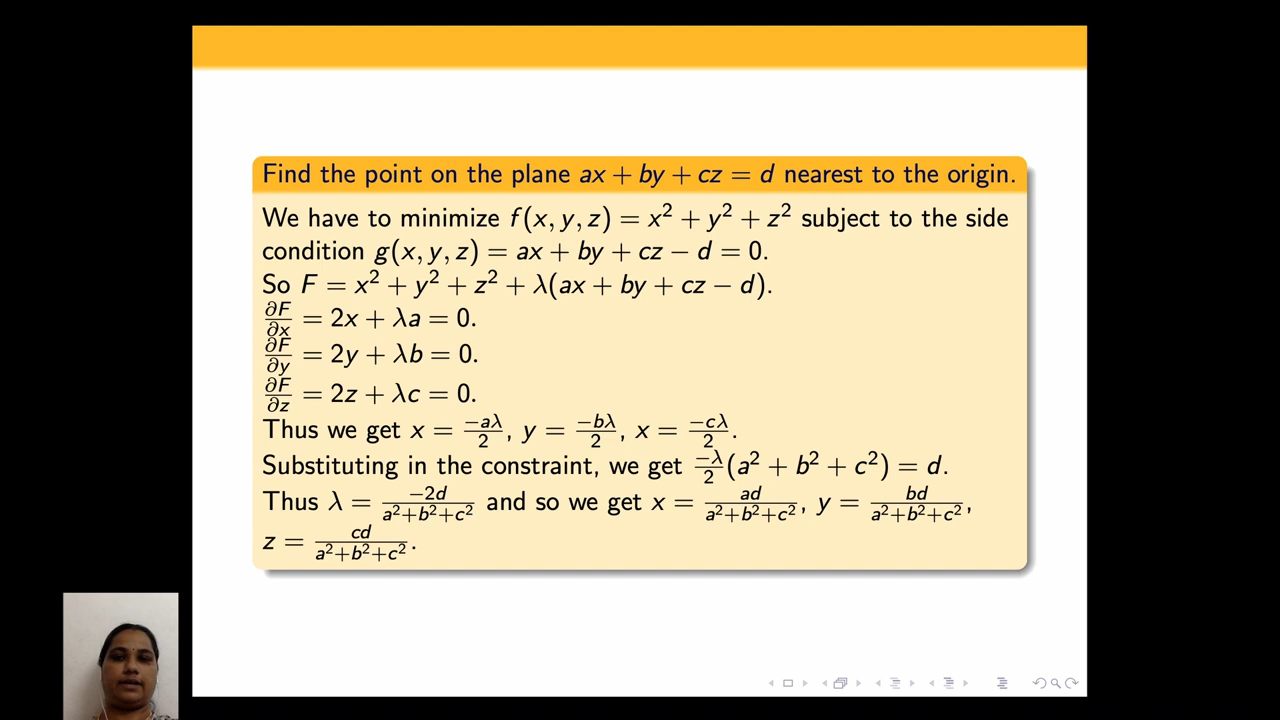 Find the point on the plane ax + by + cz = d nearest to the origin.
We have to minimize f(x, y, z) = x² + y² + z² subject to the side
condition g(x, y, z) = ax + by + cz − d = 0.
So F = x² + y² + z² + λ(ax + by + cz − d).
∂F/∂x = 2x + λa = 0.
∂F/∂y = 2y + λb = 0.
∂F/∂z = 2z + λc = 0.
Thus we get x = −aλ/2, y = −bλ/2, x = −cλ/2.
Substituting in the constraint, we get −λ/2(a² + b² + c²) = d.
Thus λ = −2d/a²+b²+c² and so we get x = ad/a²+b²+c², y = bd/a²+b²+c²,
z = cd/a²+b²+c².